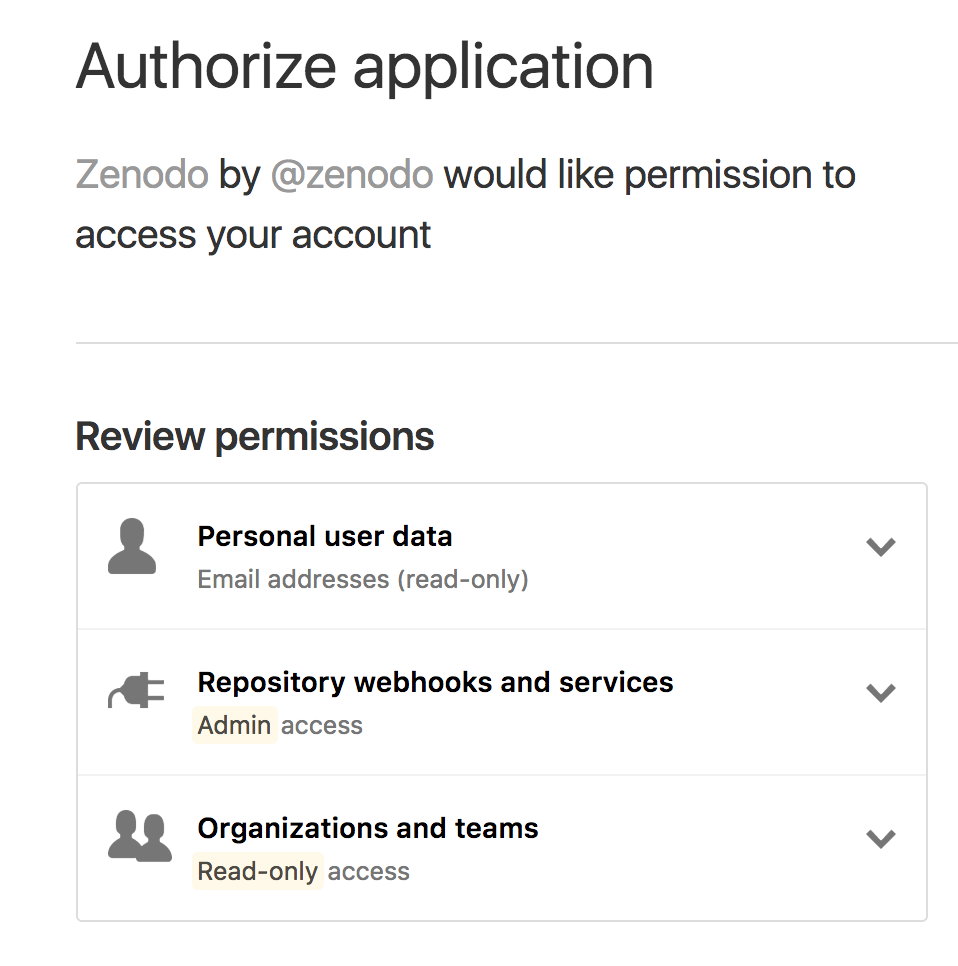 Authorize application
Zenodo by @zenodo would like permission to
access your account
Review permissions
Personal user data
Email addresses (read-only)
Repository webhooks and services
Admin access
Organizations and teams
Read-only access